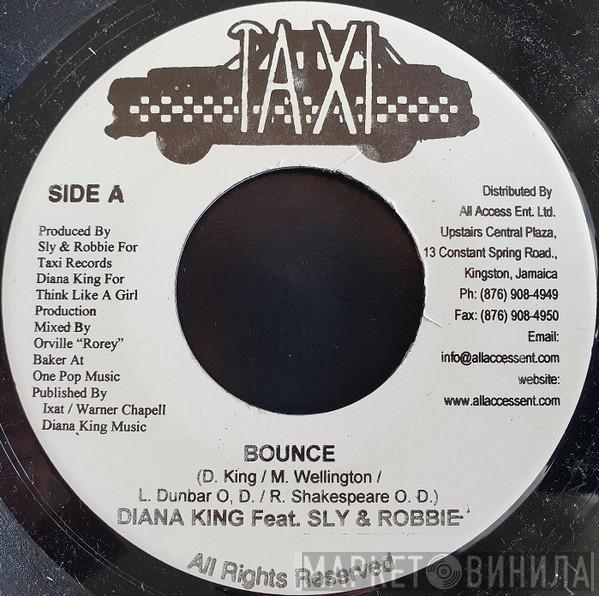 TAXI
SIDE A
Produced By
Sly & Robbie For
Taxi Records
Diana King For
Think Like A Girl
Production
Mixed By
Orville “Rorey”
Baker At
One Pop Music
Published By
Ixat / Warner Chapell
Diana King Music
Distributed By
All Access Ent. Ltd.
Upstairs Central Plaza,
13 Constant Spring Road.,
Kingston, Jamaica
Ph: (876) 908-4949
Fax: (876) 908-4950
Email:
info@allaccessent.com
website:
www.allaccessent.com
BOUNCE
(D. King / M. Wellington /
L. Dunbar O, D. / R. Shakespeare O. D.)
DIANA KING Feat. SLY & ROBBIE
All Rights Reserved
МАРКЕТ ВИНИЛА